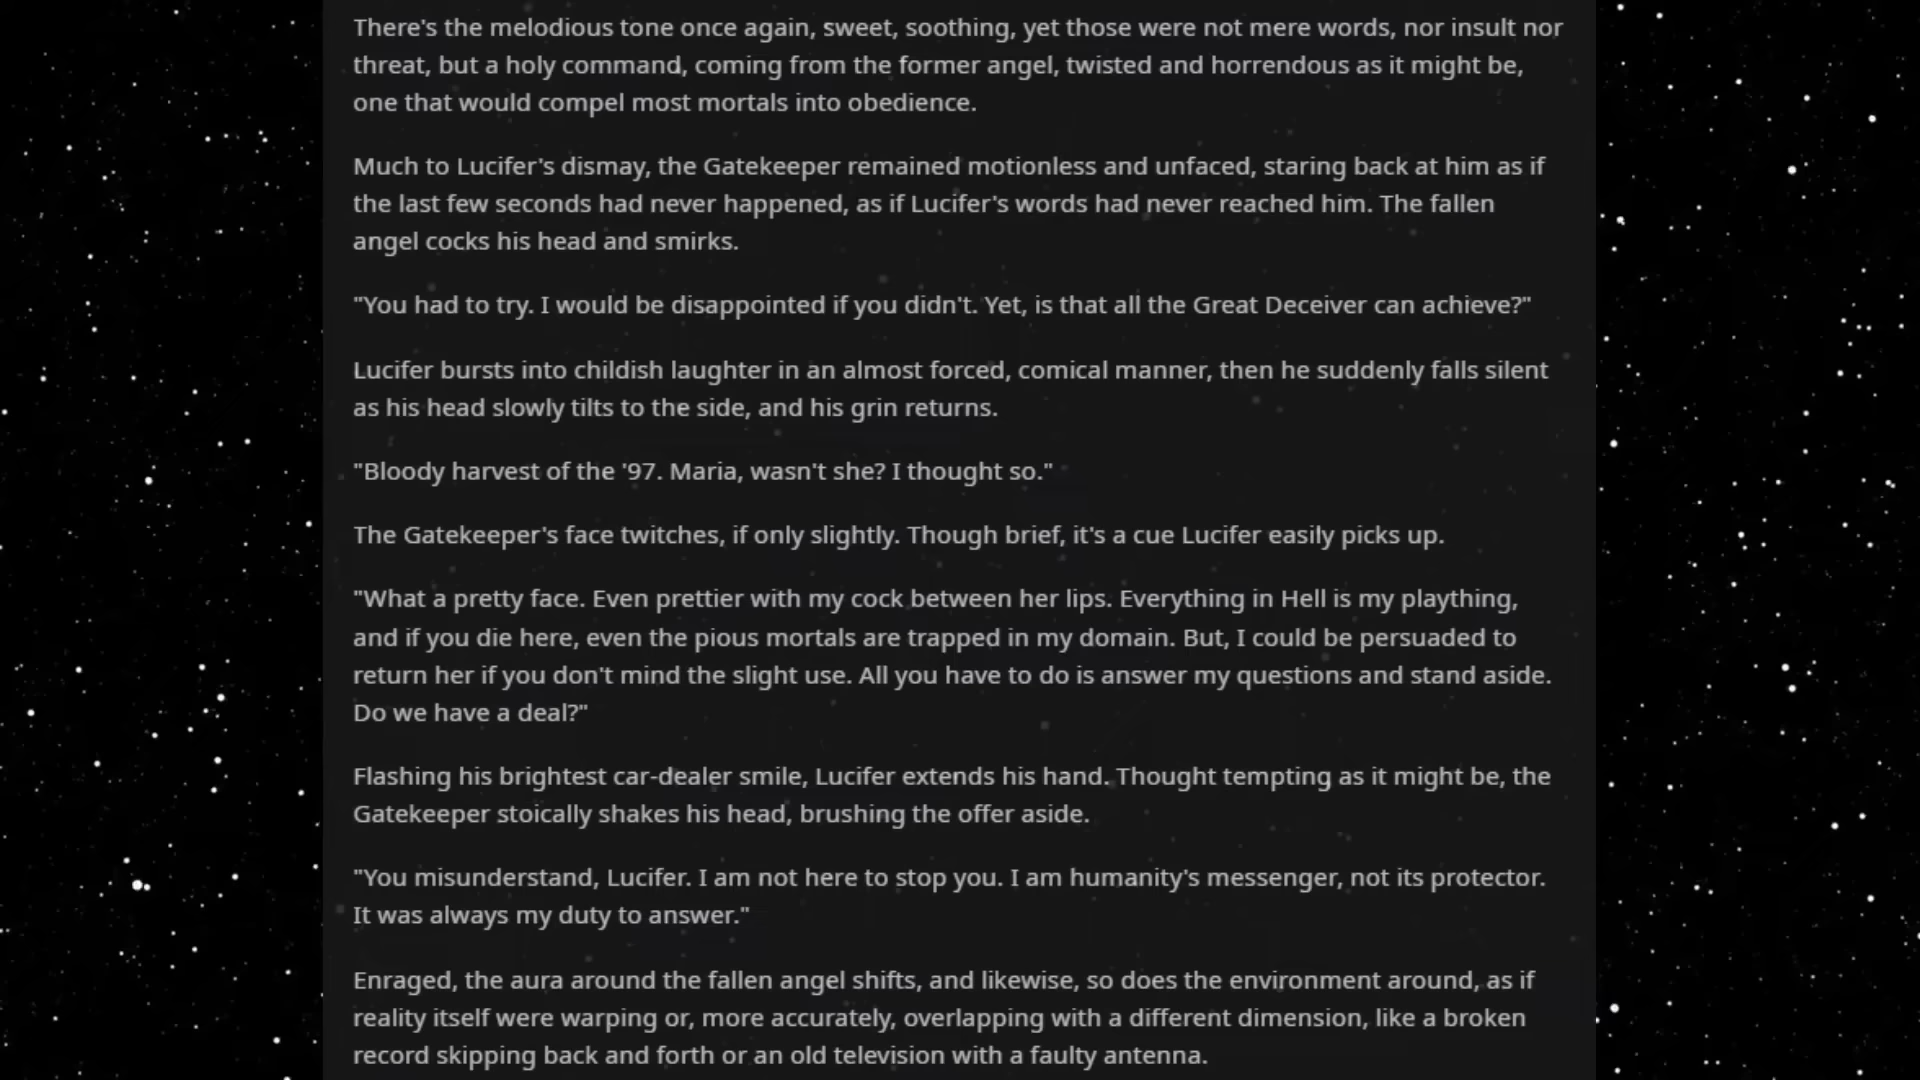 There's the melodious tone once again, sweet, soothing, yet those were not mere words, nor insult nor
threat, but a holy command, coming from the former angel, twisted and horrendous as it might be,
one that would compel most mortals into obedience.
Much to Lucifer's dismay, the Gatekeeper remained motionless and unfaced, staring back at him as if
the last few seconds had never happened, as if Lucifer's words had never reached him. The fallen
angel cocks his head and smirks.
"You had to try. I would be disappointed if you didn't. Yet, is that all the Great Deceiver can achieve?"
Lucifer bursts into childish laughter in an almost forced, comical manner, then he suddenly falls silent
as his head slowly tilts to the side, and his grin returns.
"Bloody harvest of the '97. Maria, wasn't she? I thought so."
The Gatekeeper's face twitches, if only slightly. Though brief, it's a cue Lucifer easily picks up.
"What a pretty face. Even prettier with my cock between her lips. Everything in Hell is my plaything,
and if you die here, even the pious mortals are trapped in my domain. But, I could be persuaded to
return her if you don't mind the slight use. All you have to do is answer my questions and stand aside.
Do we have a deal?"
Flashing his brightest car-dealer smile, Lucifer extends his hand. Thought tempting as it might be, the
Gatekeeper stoically shakes his head, brushing the offer aside.
"You misunderstand, Lucifer. I am not here to stop you. I am humanity's messenger, not its protector.
It was always my duty to answer."
Enraged, the aura around the fallen angel shifts, and likewise, so does the environment around, as if
reality itself were warping or, more accurately, overlapping with a different dimension, like a broken
record skipping back and forth or an old television with a faulty antenna.